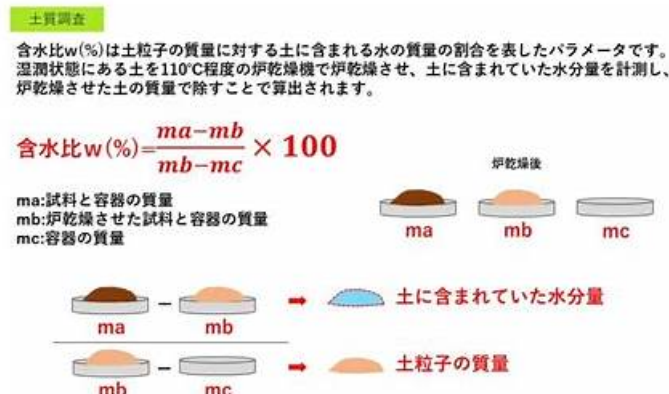 土質調査
含水比w(%)は土粒子の質量に対する土に含まれる水の質量の割合を表したパラメータです。
湿潤状態にある土を110℃程度の炉乾燥機で炉乾燥させ、土に含まれていた水分量を計測し、
炉乾燥させた土の質量で除すことで算出されます。
含水比w(%)=ma−mb/mb−mc × 100
炉乾燥後
ma:試料と容器の質量
mb:炉乾燥させた試料と容器の質量
mc:容器の質量
ma mb mc
ma − mb ➡ 土に含まれていた水分量
mb − mc ➡ 土粒子の質量